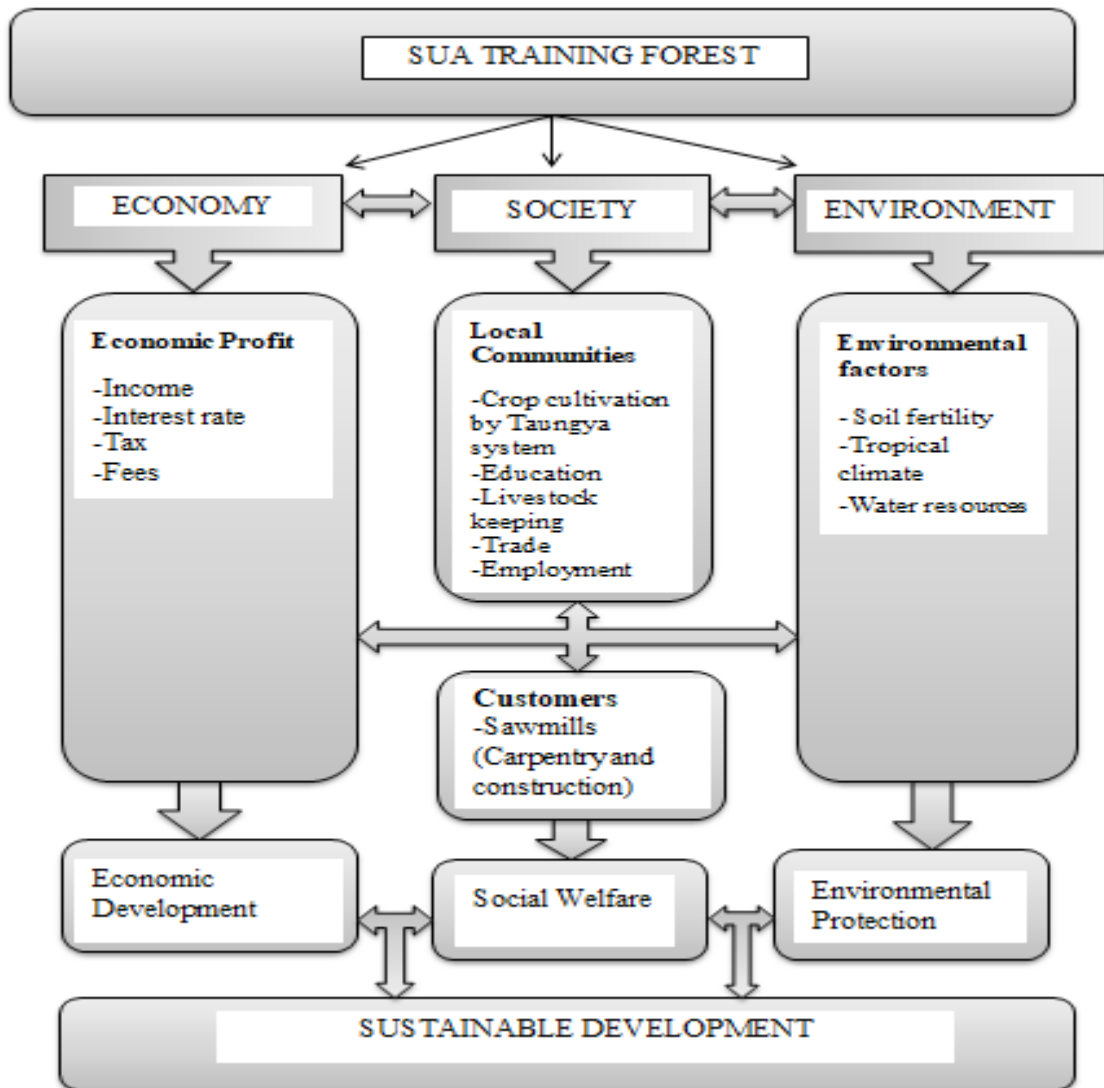 SUA TRAINING FOREST
ECONOMY
SOCIETY
ENVIRONMENT
Economic Profit
-Income
-Interest rate
-Tax
-Fees
Local
Communities
-Crop cultivation
by Taungya
system
-Education
-Livestock
keeping
-Trade
-Employment
Environmental
factors
- Soil fertility
-Tropical
climate
-Water resources
Customers
-Sawmills
(Carpentry and
construction)
Economic
Development
Social Welfare
Environmental
Protection
SUSTAINABLE DEVELOPMENT